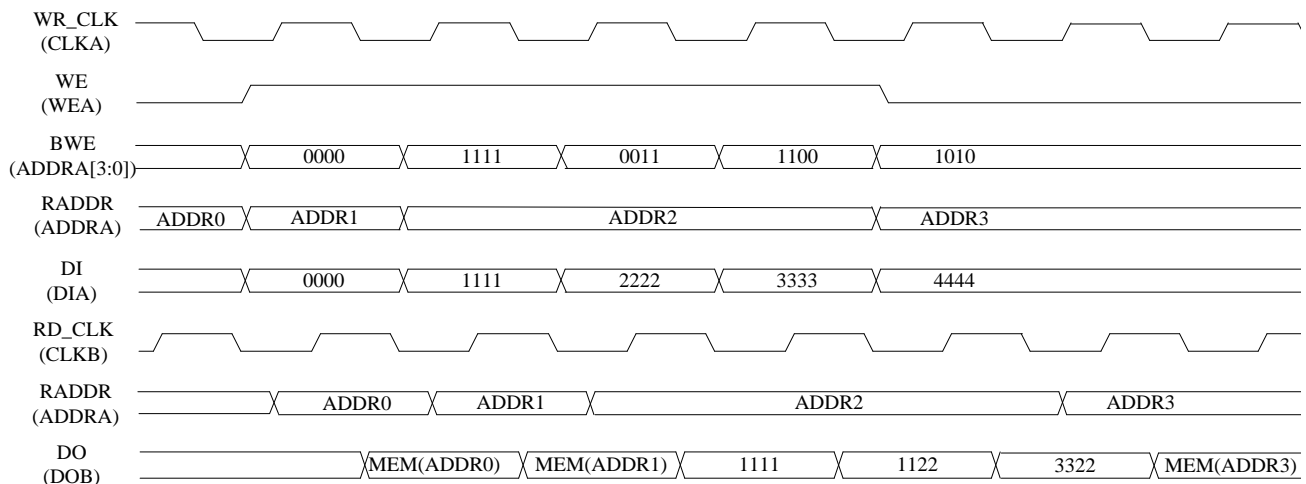 WR_CLK
(CLKA)
WE
(WEA)
BWE
(ADDRA[3:0])
0000 1111 0011 1100 1010
RADDR
(ADDRA)
ADDR0 ADDR1 ADDR2 ADDR3
DI
(DIA)
0000 1111 2222 3333 4444
RD_CLK
(CLKB)
RADDR
(ADDRA)
ADDR0 ADDR1 ADDR2 ADDR3
DO
(DOB)
MEM(ADDR0) MEM(ADDR1) 1111 1122 3322 MEM(ADDR3)